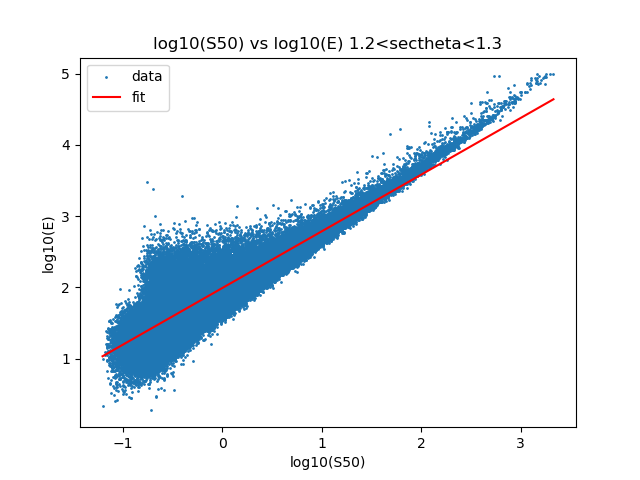 log10(S50) vs log10(E) 1.2<sectheta<1.3
data
fit
log10(E)
5
4
3
2
1
−1
0
1
2
3
log10(S50)